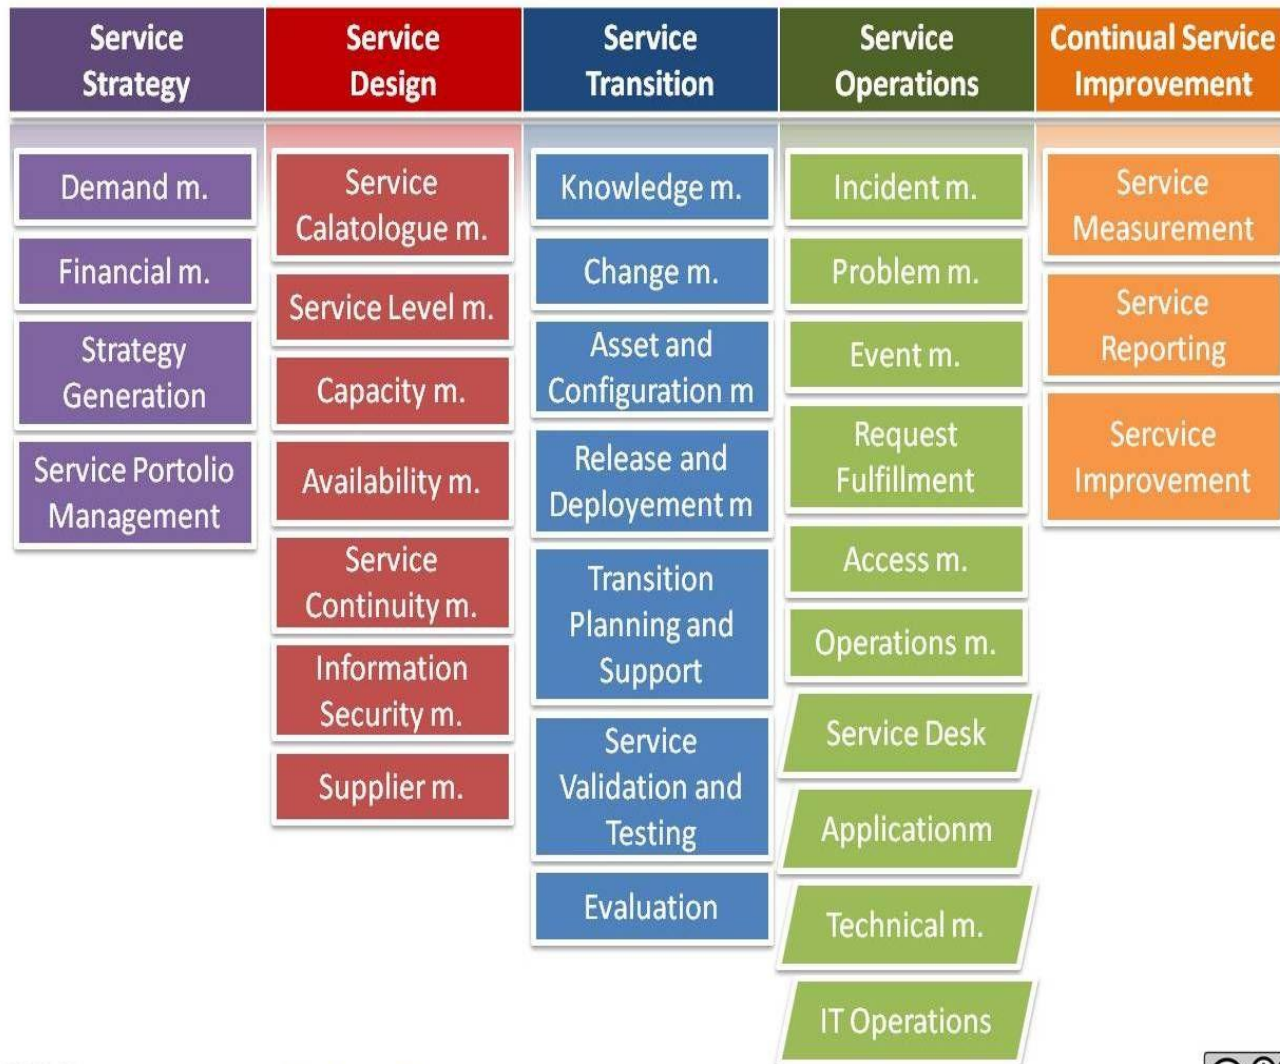 Service
Strategy
Demand m.
Financial m.
Strategy
Generation
Service Portolio
Management
Service
Design
Service
Calatologue m.
Service Level m.
Capacity m.
Availability m.
Service
Continuity m.
Information
Security m.
Supplier m.
Service
Transition
Knowledge m.
Change m.
Asset and
Configuration m
Release and
Deployement m
Transition
Planning and
Support
Service
Validation and
Testing
Evaluation
Service
Operations
Incident m.
Problem m.
Event m.
Request
Fulfillment
Access m.
Operations m.
Service Desk
Applicationm
Technical m.
IT Operations
Continual Service
Improvement
Service
Measurement
Service
Reporting
Sercvice
Improvement